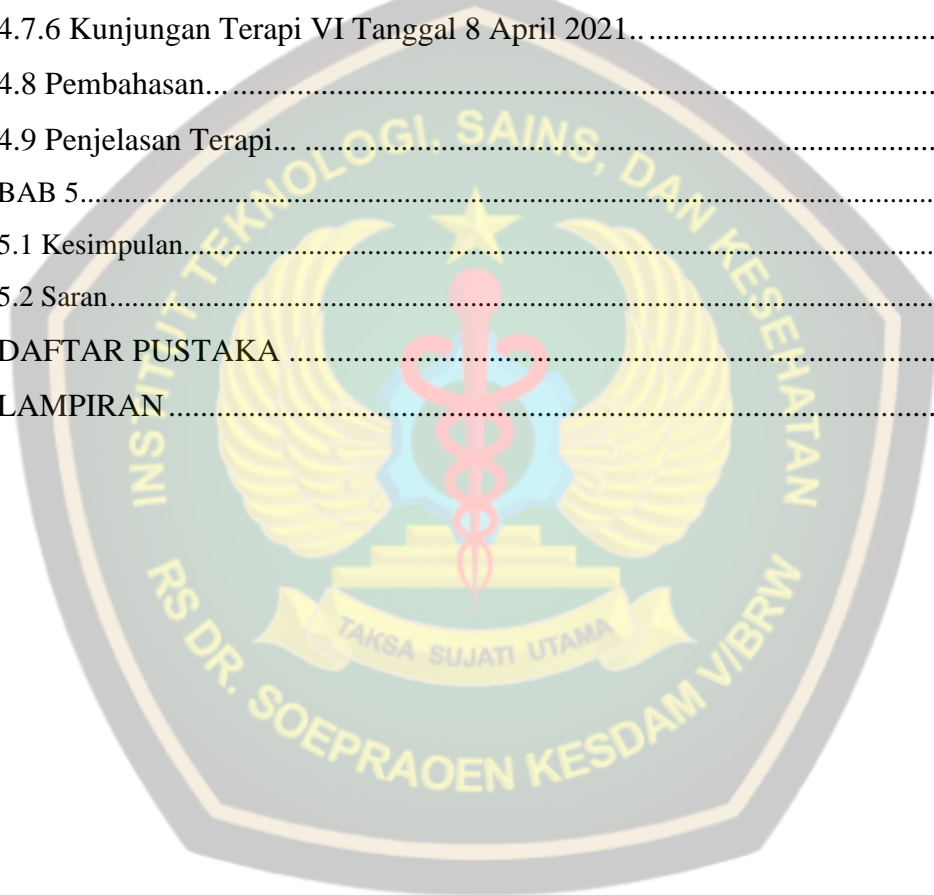 4.7.6 Kunjungan Terapi VI Tanggal 8 April 2021.. ........................................
4.8 Pembahasan... ..........................................................................................
4.9 Penjelasan Terapi... ................................................................................
BAB 5..............................................................................................................
5.1 Kesimpulan.................................................................................................
5.2 Saran...........................................................................................................
DAFTAR PUSTAKA ....................................................................................
LAMPIRAN....................................................................................................
INSTITUT TEKNOLOGI, SAINS, DAN KESEHATAN
TAKSA SUJATI UTAMA
RS DR. SOEPRAOEN KESDAM V/BRW